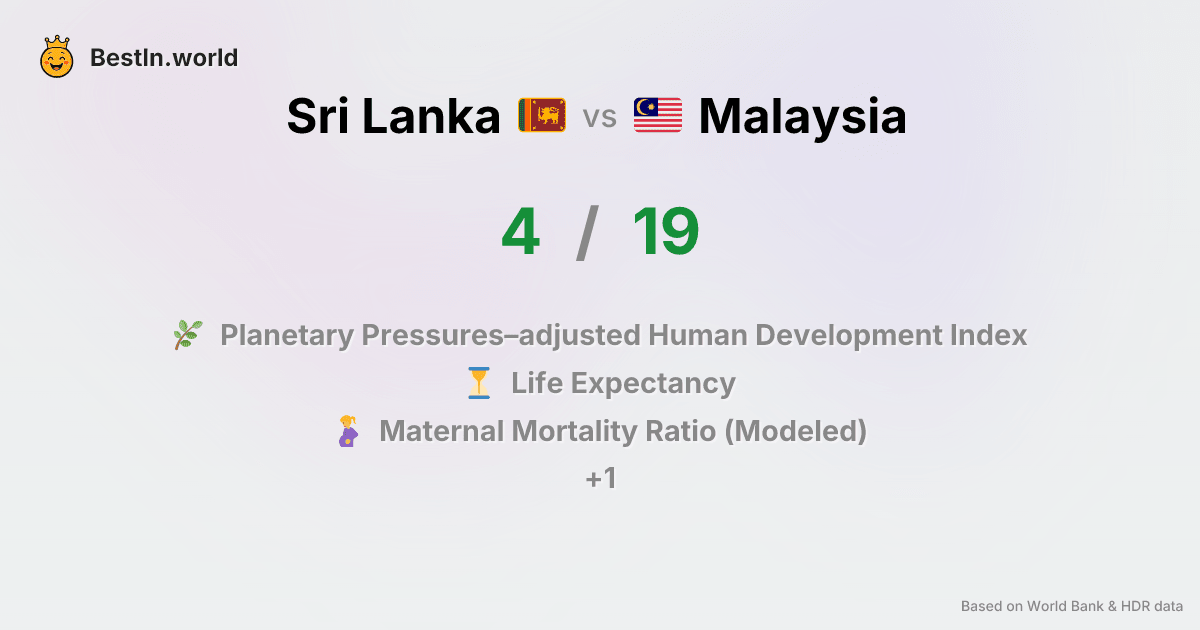 BestIn.world
Sri Lanka vs Malaysia
4 / 19
Planetary Pressures–adjusted Human Development Index
Life Expectancy
Maternal Mortality Ratio (Modeled)
+1
Based on World Bank & HDR data